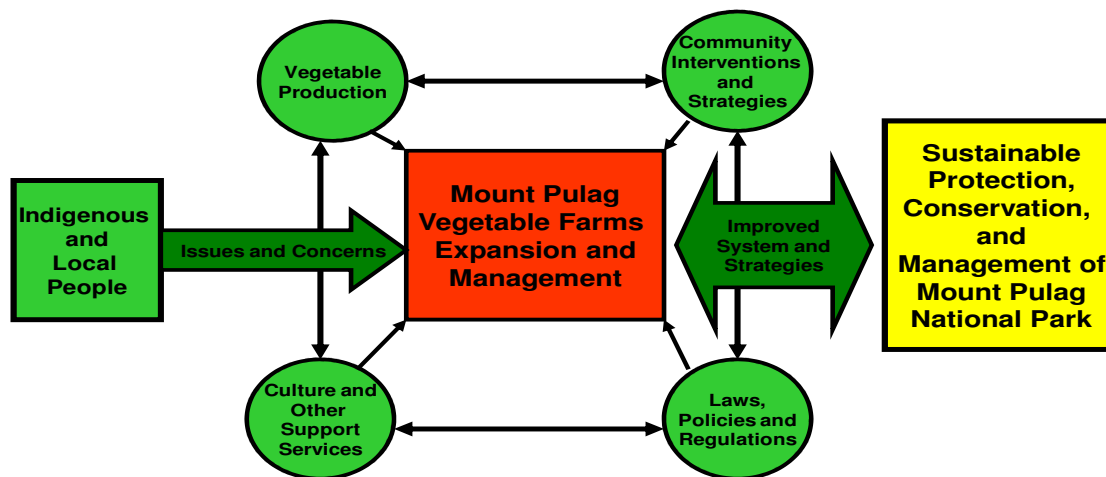 Vegetable
Production
Community
Interventions
and
Strategies
Indigenous
and
Local
People
Issues and Concerns
Mount Pulag
Vegetable Farms
Expansion and
Management
Improved
System and
Strategies
Sustainable
Protection,
Conservation,
and
Management of
Mount Pulag
National Park
Culture and
Other
Support
Services
Laws,
Policies and
Regulations